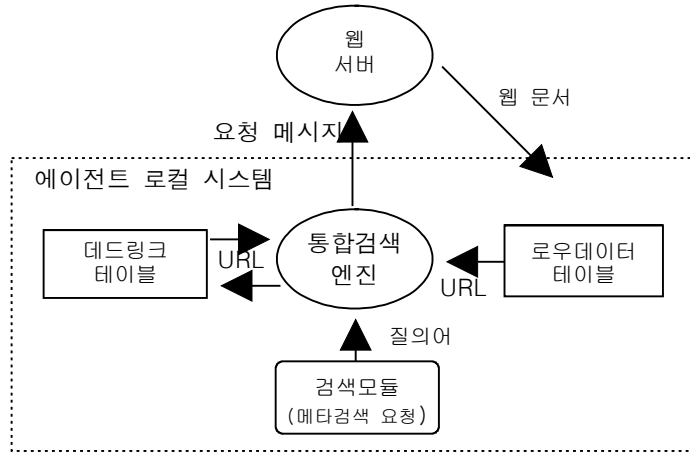 웹
서버
웹 문서
요청 메시지
에이전트 로컬 시스템
데드링크
테이블
URL
통합검색
엔진
URL
로우데이터
테이블
질의어
검색모듈
(메타검색 요청)